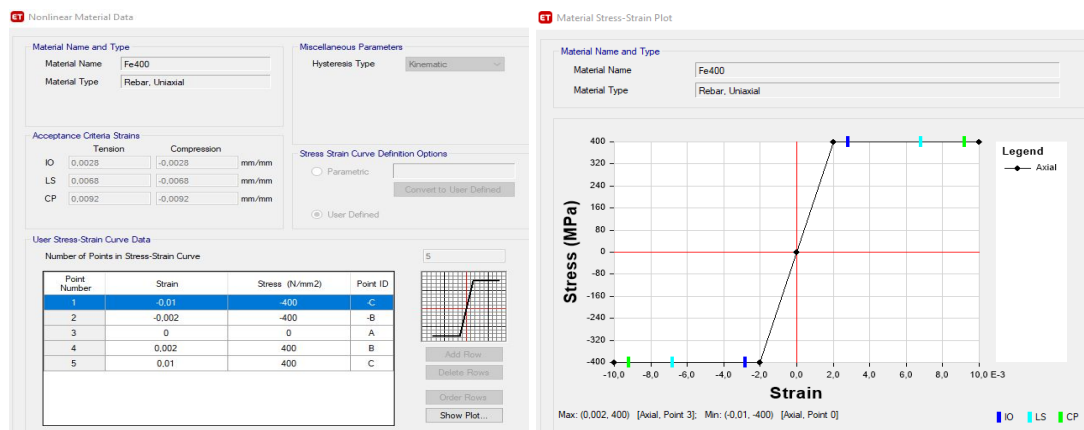 ET Nonlinear Material Data
Material Name and Type
Material Name Fe400
Material Type Rebar, Uniaxial
Miscellaneous Parameters
Hysteresis Type Kinematic
Acceptance Criteria Strains
Tension Compression
IO 0,0028 -0,0028 mm/mm
LS 0,0068 -0,0068 mm/mm
CP 0,0092 -0,0092 mm/mm
Stress Strain Curve Definition Options
Parametric
Convert to User Defined
User Defined
User Stress-Strain Curve Data
Number of Points in Stress-Strain Curve 5
Point Number Strain Stress (N/mm2) Point ID
1 -0,01 -400 -C
2 -0,002 -400 -B
3 0 0 A
4 0,002 400 B
5 0,01 400 C
Add Row
Delete Rows
Order Rows
Show Plot...
ET Material Stress-Strain Plot
Material Name and Type
Material Name Fe400
Material Type Rebar, Uniaxial
Stress (MPa)
400
320
240
160
80
0
-80
-160
-240
-320
-400
-10,0 -8,0 -6,0 -4,0 -2,0 0,0 2,0 4,0 6,0 8,0 10,0 E-3
Strain
Legend
Axial
Max: (0,002, 400) [Axial, Point 3]; Min: (-0,01, -400) [Axial, Point 0]
IO LS CP